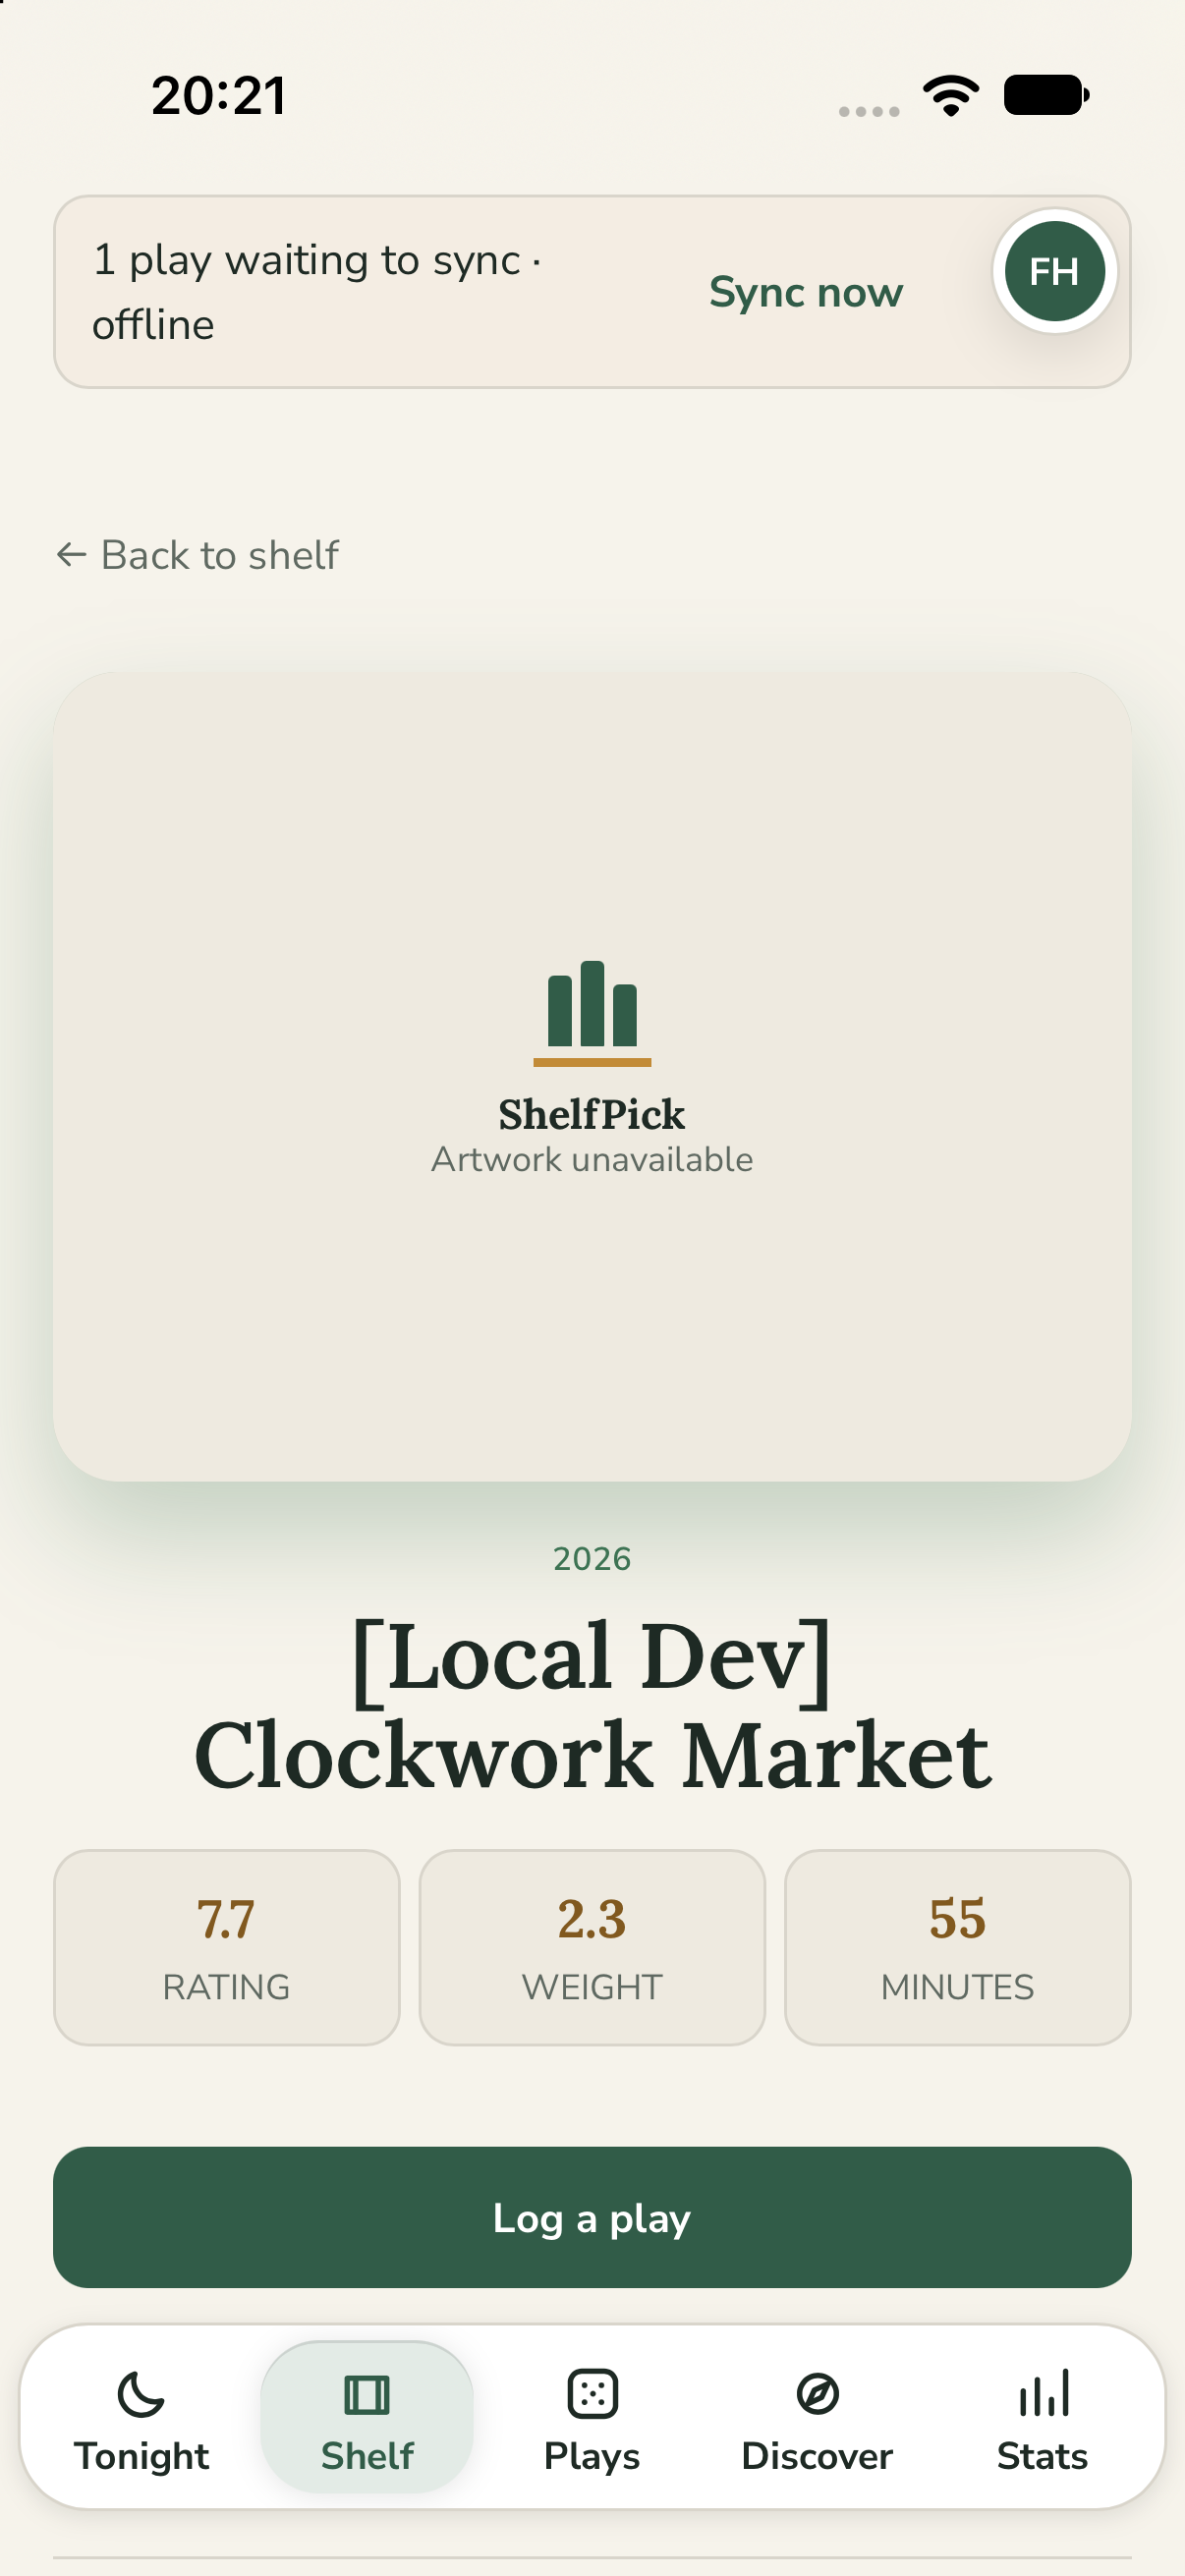 20:21
1 play waiting to sync ·
offline
Sync now
FH
← Back to shelf
ShelfPick
Artwork unavailable
2026
[Local Dev]
Clockwork Market
7.7
RATING
2.3
WEIGHT
55
MINUTES
Log a play
Tonight
Shelf
Plays
Discover
Stats